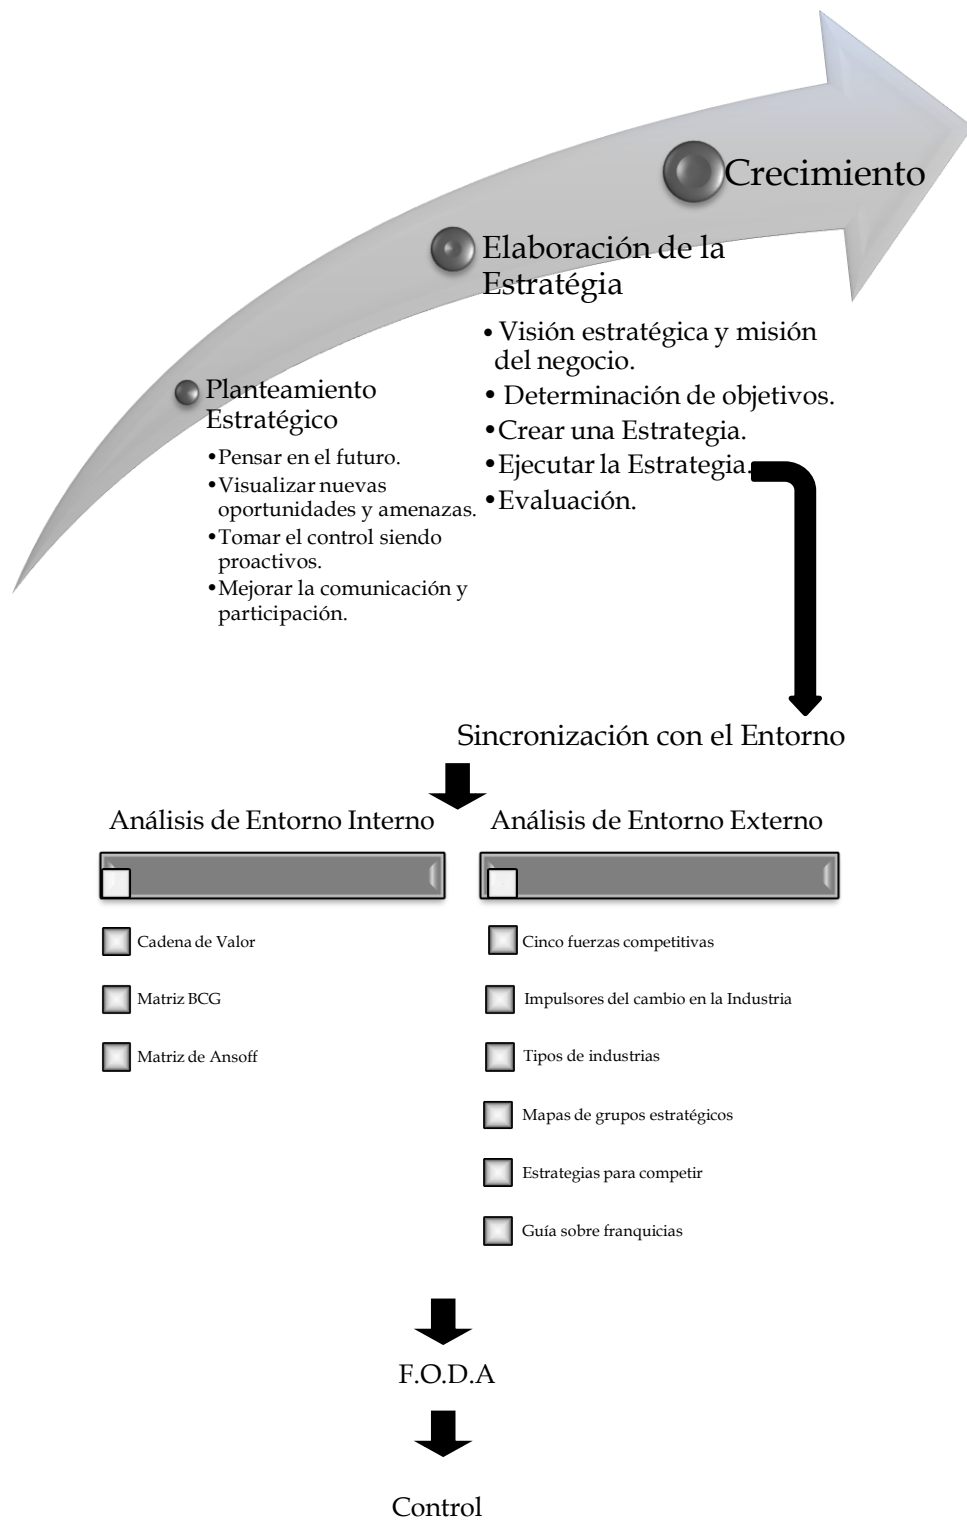 Crecimiento
Elaboración de la
Estratégia
• Visión estratégica y misión
del negocio.
• Determinación de objetivos.
•Crear una Estrategia.
•Ejecutar la Estrategia.
•Evaluación.
Planteamiento
Estratégico
•Pensar en el futuro.
•Visualizar nuevas
oportunidades y amenazas.
•Tomar el control siendo
proactivos.
•Mejorar la comunicación y
participación.
Sincronización con el Entorno
Análisis de Entorno Interno
Cadena de Valor
Matriz BCG
Matriz de Ansoff
Análisis de Entorno Externo
Cinco fuerzas competitivas
Impulsores del cambio en la Industria
Tipos de industrias
Mapas de grupos estratégicos
Estrategias para competir
Guía sobre franquicias
F.O.D.A
Control